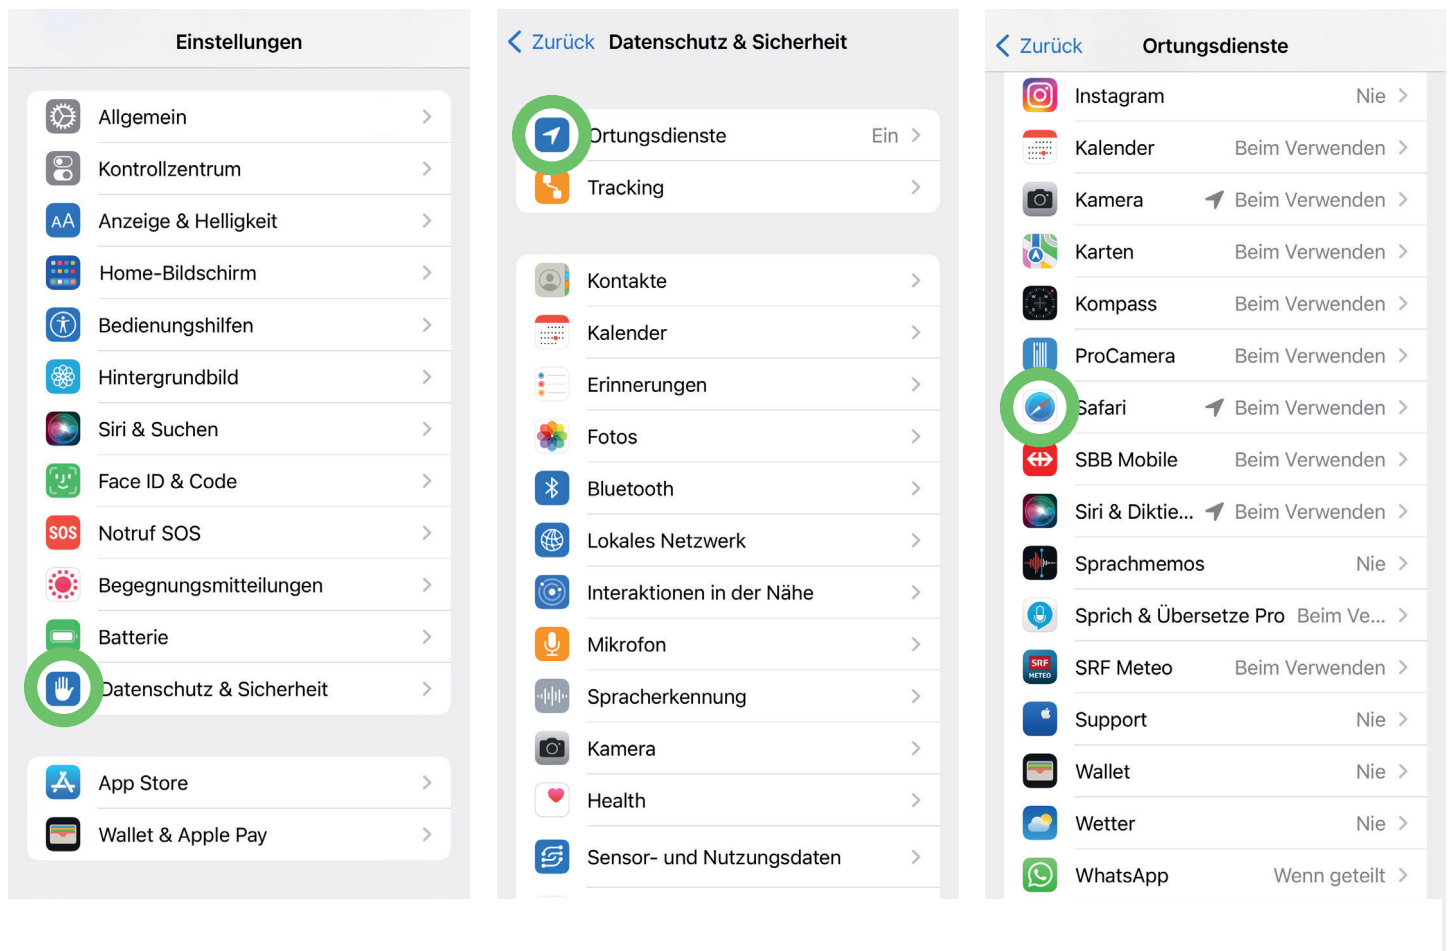 Einstellungen
Allgemein
Kontrollzentrum
AA Anzeige & Helligkeit
Home-Bildschirm
Bedienungshilfen
Hintergrundbild
Siri & Suchen
Face ID & Code
SOS Notruf SOS
Begegnungsmitteilungen
Batterie
Datenschutz & Sicherheit
App Store
Wallet & Apple Pay
Zurück Datenschutz & Sicherheit
Ortungsdienste Ein
Tracking
Kontakte
Kalender
Erinnerungen
Fotos
Bluetooth
Lokales Netzwerk
Interaktionen in der Nähe
Mikrofon
Spracherkennung
Kamera
Health
Sensor- und Nutzungsdaten
Zurück Ortungsdienste
Instagram Nie
Kalender Beim Verwenden
Kamera Beim Verwenden
Karten Beim Verwenden
Kompass Beim Verwenden
ProCamera Beim Verwenden
Safari Beim Verwenden
SBB Mobile Beim Verwenden
Siri & Diktie... Beim Verwenden
Sprachmemos Nie
Sprich & Übersetze Pro Beim Ve...
SRF METEO SRF Meteo Beim Verwenden
Support Nie
Wallet Nie
Wetter Nie
WhatsApp Wenn geteilt